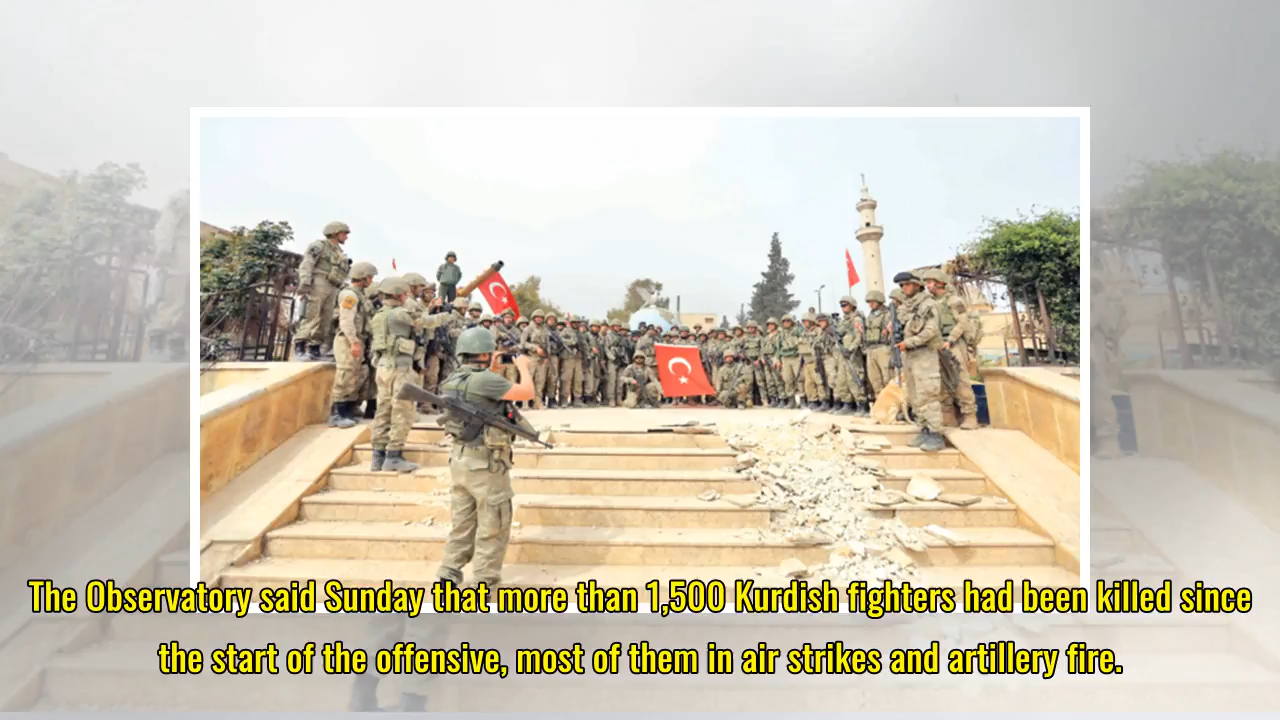 The Observatory said Sunday that more than 1,500 Kurdish fighters had been killed since
the start of the offensive, most of them in air strikes and artillery fire.